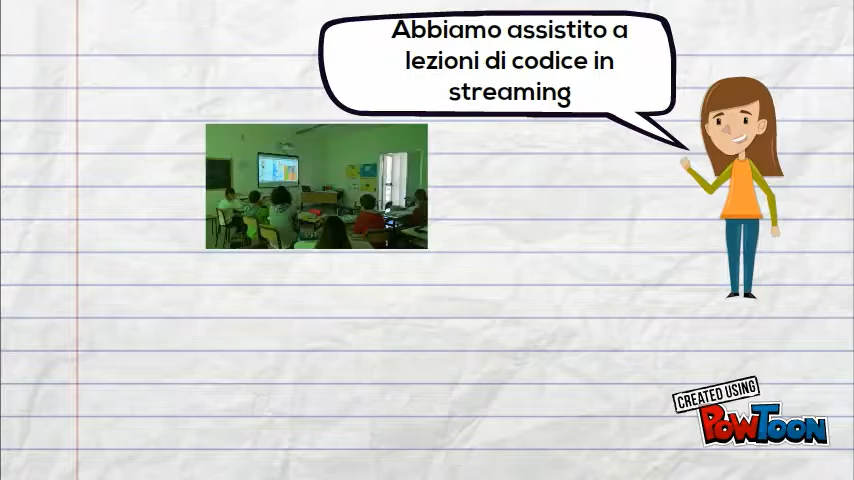 Abbiamo assistito a
lezioni di codice in
streaming
CREATED USING
POWTOON